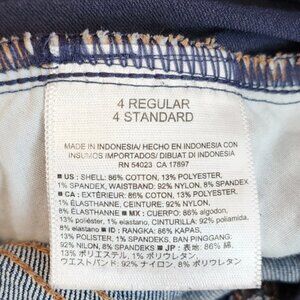 4 REGULAR
4 STANDARD
MADE IN INDONESIA/ HECHO EN INDONESIA CON
INSUMOS IMPORTADOS/ DIBUAT DI INDONESIA
RN 54023 CA 17897
■ US : SHELL: 86% COTTON, 13% POLYESTER,
1% SPANDEX, WAISTBAND: 92% NYLON, 8% SPANDEX
■ CA : EXTÉRIEUR: 86% COTON, 13% POLYESTER,
1% ÉLASTHANNE, CEINTURE: 92% NYLON,
8% ÉLASTHANNE ■ MX : CUERPO: 86% algodon,
13% poliéster, 1% elastano, CINTURILLA: 92% poliamida,
8% elastano ■ ID : RANGKA: 86% KAPAS,
13% POLISTER, 1% SPANDEX, BAN PINGGANG:
92% NILON, 8% SPANDEX ■ JP : 表地: 86% 綿,
13% ポリエステル, 1% ポリウレタン,
ウエストバンド: 92% ナイロン, 8% ポリウレタン